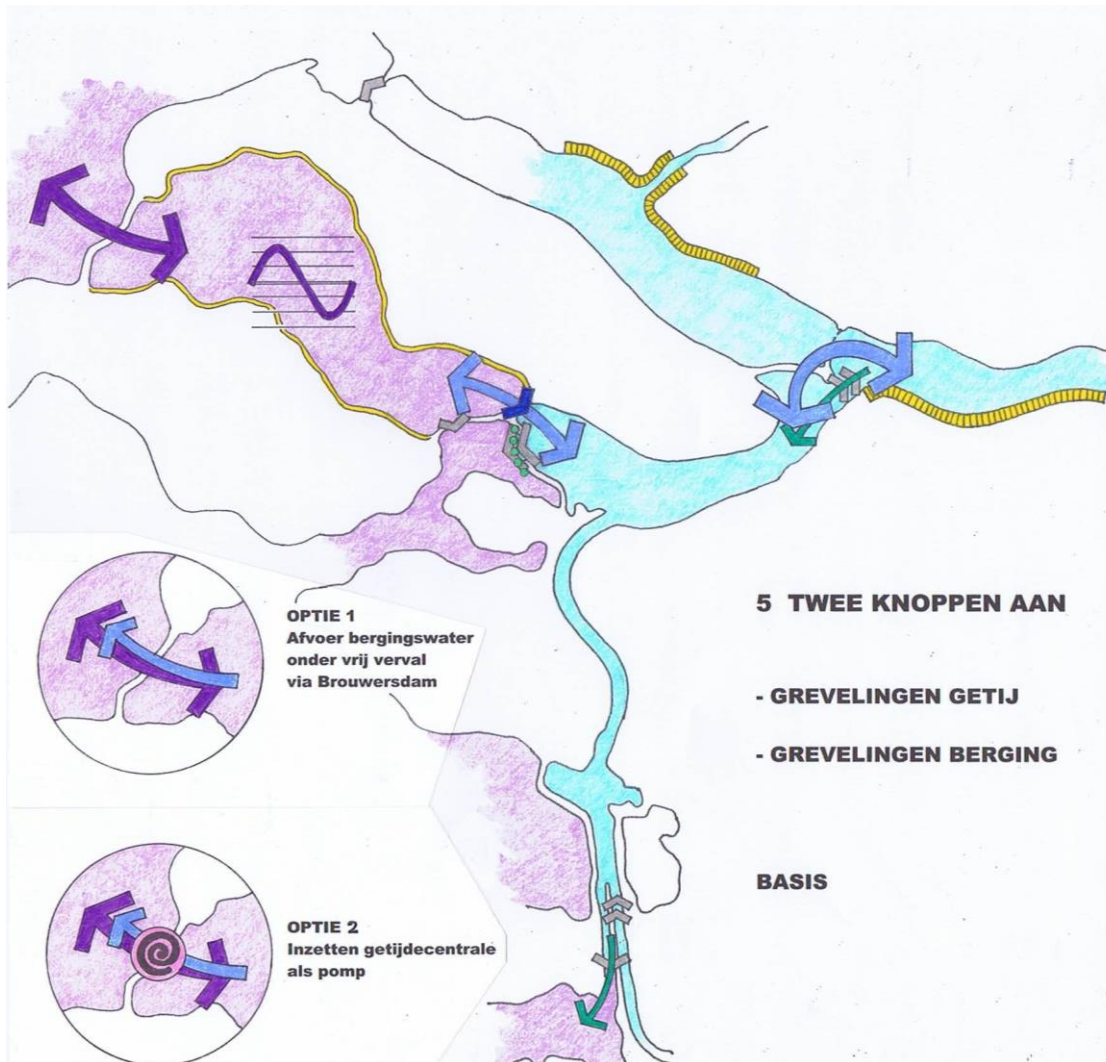 OPTIE 1
Afvoer bergingswater
onder vrij verval
via Brouwersdam
5 TWEE KNOPPEN AAN
- GREVELINGEN GETIJ
- GREVELINGEN BERGING
BASIS
OPTIE 2
Inzetten getijdecentrale
als pomp